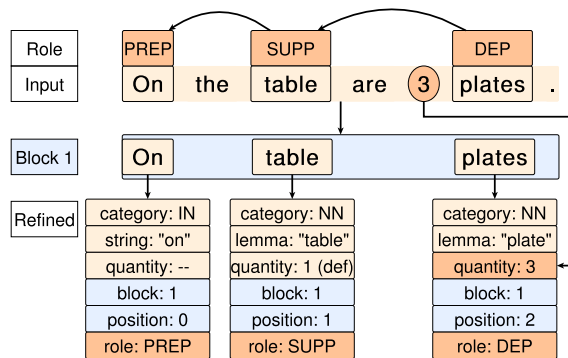 Role PREP SUPP DEP
Input On the table are 3 plates .
Block 1 On table plates
Refined
category: IN category: NN category: NN
string: "on" lemma: "table" lemma: "plate"
quantity: -- quantity: 1 (def) quantity: 3
block: 1 block: 1 block: 1
position: 0 position: 1 position: 2
role: PREP role: SUPP role: DEP